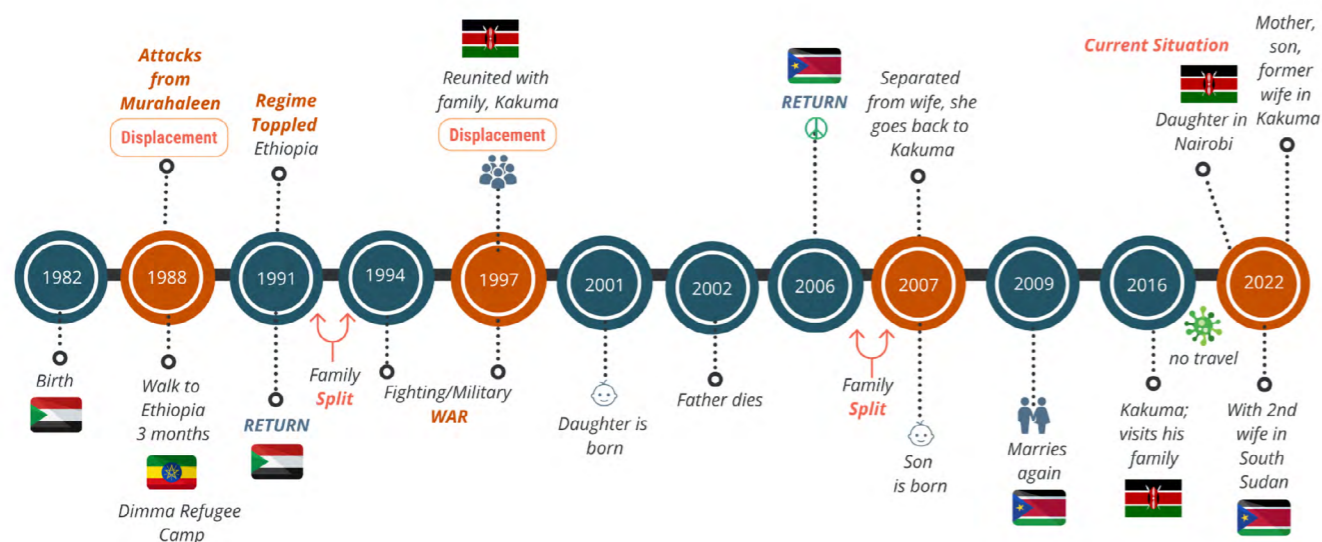 Attacks
from
Murahaleen
Displacement
Regime
Toppled
Ethiopia
Reunited with
family, Kakuma
Displacement
RETURN
Separated
from wife, she
goes back to
Kakuma
Current Situation
Daughter in
Nairobi
Mother,
son,
former
wife in
Kakuma
1982
1988
1991
1994
1997
2001
2002
2006
2007
2009
2016
2022
Birth
Walk to
Ethiopia
3 months
Dimma Refugee
Camp
RETURN
Family
Split
Fighting/Military
WAR
Daughter is
born
Father dies
Family
Split
Son
is born
Marries
again
no travel
Kakuma;
visits his
family
With 2nd
wife in
South
Sudan